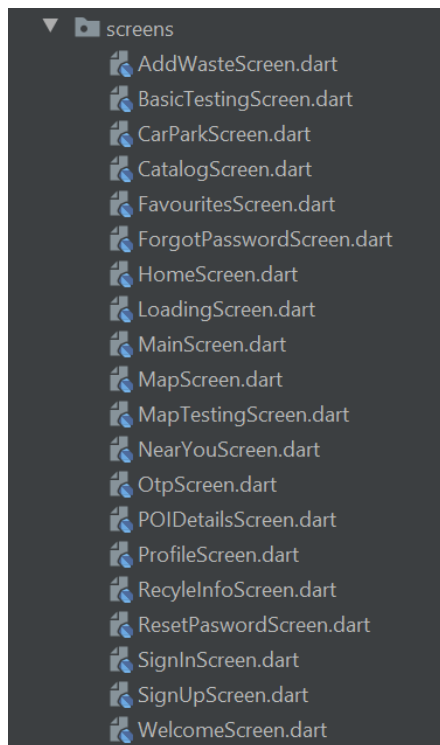 screens
AddWasteScreen.dart
BasicTestingScreen.dart
CarParkScreen.dart
CatalogScreen.dart
FavouritesScreen.dart
ForgotPasswordScreen.dart
HomeScreen.dart
LoadingScreen.dart
MainScreen.dart
MapScreen.dart
MapTestingScreen.dart
NearYouScreen.dart
OtpScreen.dart
POIDetailsScreen.dart
ProfileScreen.dart
RecyleInfoScreen.dart
ResetPaswordScreen.dart
SignInScreen.dart
SignUpScreen.dart
WelcomeScreen.dart